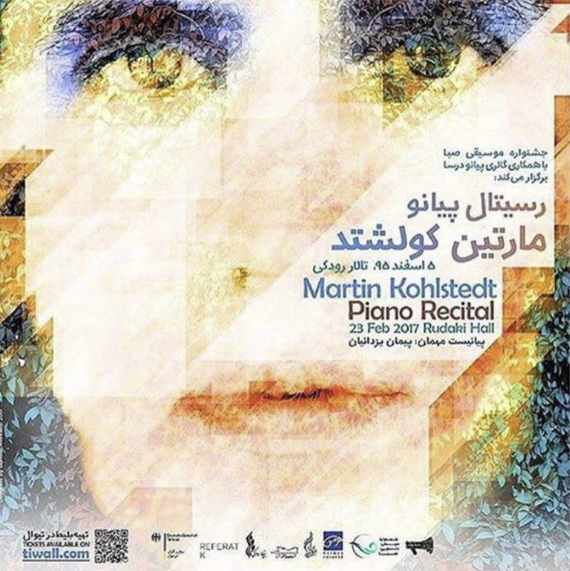 جشنواره موسیقی صبا
با همکاری گالری پیانو درسا
برگزار می‌کند:
رسیتال پیانو
مارتین کولشتد
۵ اسفند ۹۵، تالار رودکی
Martin Kohlstedt
Piano Recital
23 Feb 2017 Rudaki Hall
پیانیست مهمان: پیمان یزدانیان
تهیه بلیط در تیوال
TICKETS AVAILABLE ON
tiwall.com
REFERAT
K